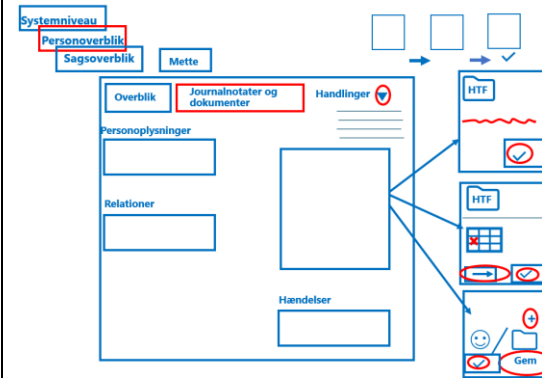 Systemniveau
Personoverblik
Sagsoverblik
Mette
Overblik
Journalnotater og
dokumenter
Handlinger
Personoplysninger
Relationer
Hændelser
HTF
HTF
Gem